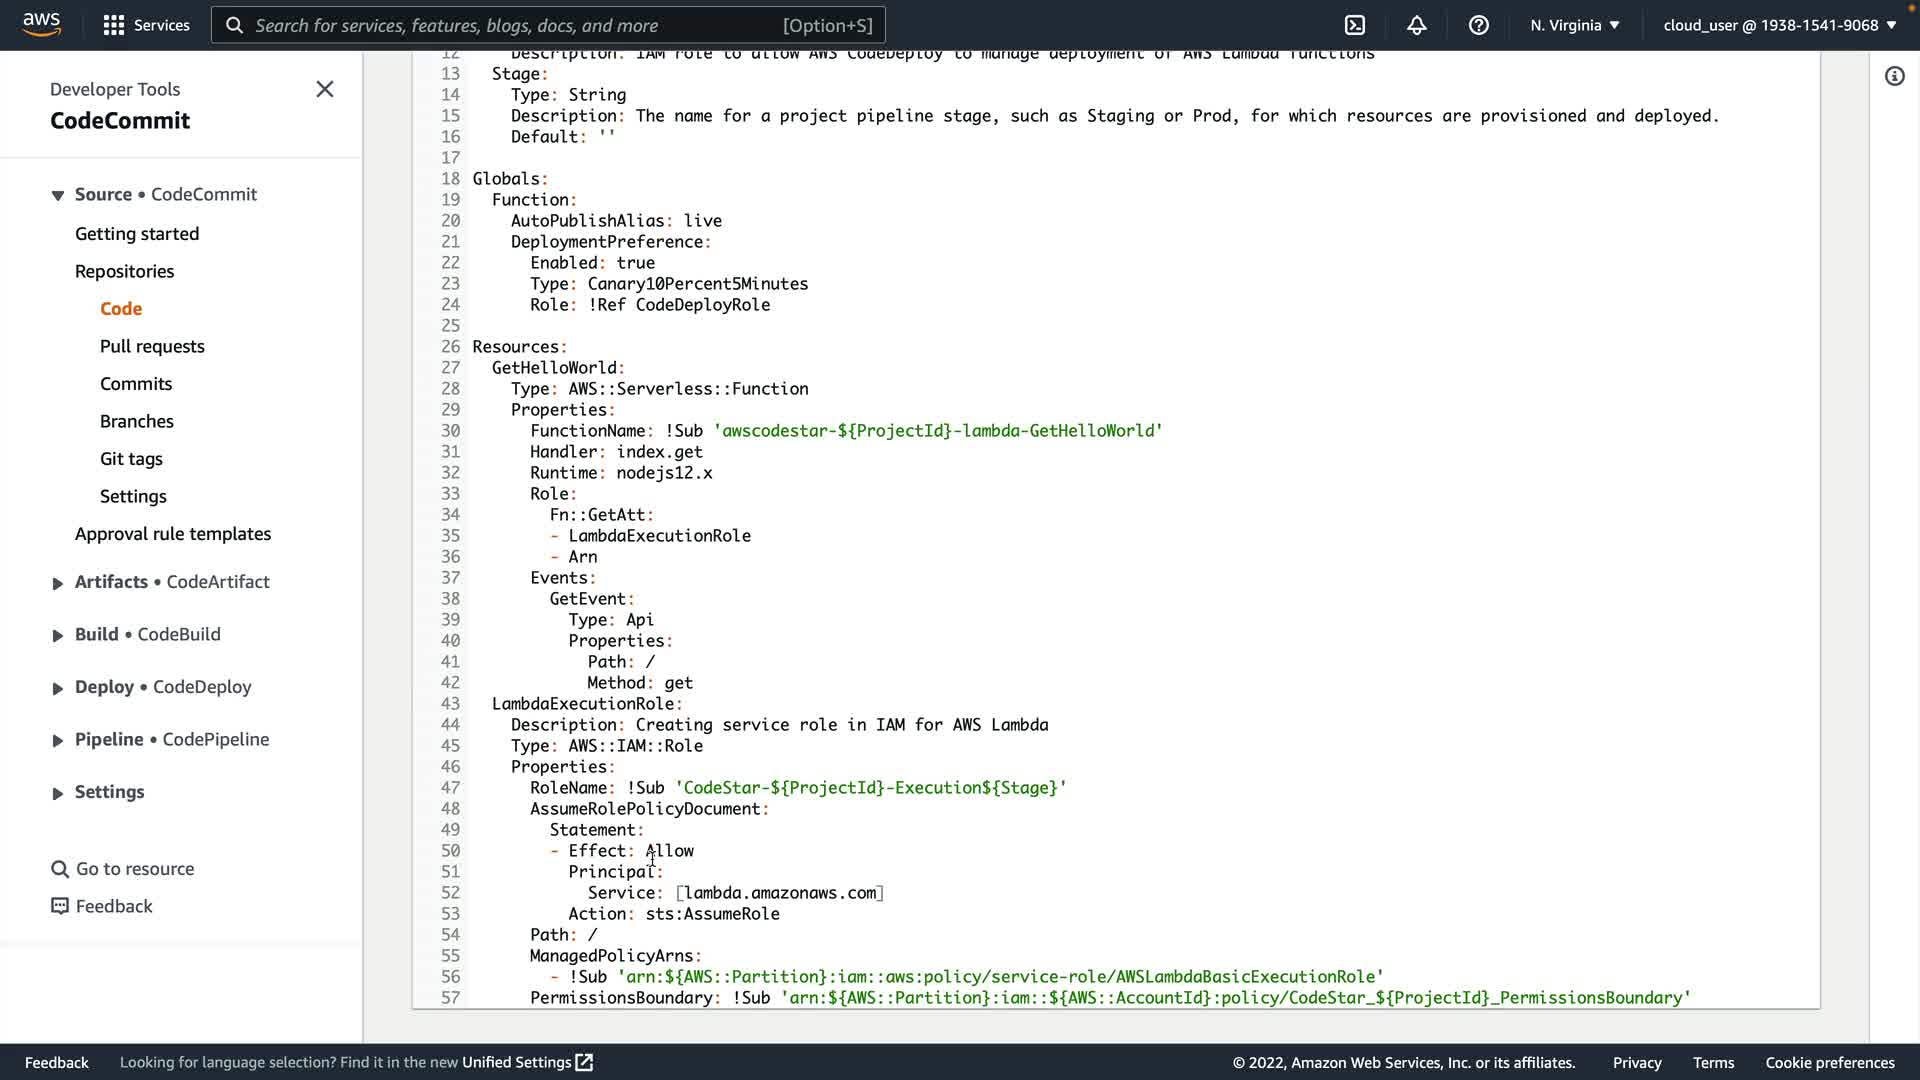 aws
Services
Search for services, features, blogs, docs, and more [Option+S]
N. Virginia
cloud_user @ 1938-1541-9068
Developer Tools
CodeCommit
Source • CodeCommit
Getting started
Repositories
Code
Pull requests
Commits
Branches
Git tags
Settings
Approval rule templates
Artifacts • CodeArtifact
Build • CodeBuild
Deploy • CodeDeploy
Pipeline • CodePipeline
Settings
Go to resource
Feedback
12 Description: IAM role to allow AWS CodeDeploy to manage deployment of AWS Lambda functions
13 Stage:
14 Type: String
15 Description: The name for a project pipeline stage, such as Staging or Prod, for which resources are provisioned and deployed.
16 Default: ''
17
18 Globals:
19 Function:
20 AutoPublishAlias: live
21 DeploymentPreference:
22 Enabled: true
23 Type: Canary10Percent5Minutes
24 Role: !Ref CodeDeployRole
25
26 Resources:
27 GetHelloWorld:
28 Type: AWS::Serverless::Function
29 Properties:
30 FunctionName: !Sub 'awscodestar-${ProjectId}-lambda-GetHelloWorld'
31 Handler: index.get
32 Runtime: nodejs12.x
33 Role:
34 Fn::GetAtt:
35 - LambdaExecutionRole
36 - Arn
37 Events:
38 GetEvent:
39 Type: Api
40 Properties:
41 Path: /
42 Method: get
43 LambdaExecutionRole:
44 Description: Creating service role in IAM for AWS Lambda
45 Type: AWS::IAM::Role
46 Properties:
47 RoleName: !Sub 'CodeStar-${ProjectId}-Execution${Stage}'
48 AssumeRolePolicyDocument:
49 Statement:
50 - Effect: Allow
51 Principal:
52 Service: [lambda.amazonaws.com]
53 Action: sts:AssumeRole
54 Path: /
55 ManagedPolicyArns:
56 - !Sub 'arn:${AWS::Partition}:iam::aws:policy/service-role/AWSLambdaBasicExecutionRole'
57 PermissionsBoundary: !Sub 'arn:${AWS::Partition}:iam::${AWS::AccountId}:policy/CodeStar_${ProjectId}_PermissionsBoundary'
Feedback
Looking for language selection? Find it in the new Unified Settings
© 2022, Amazon Web Services, Inc. or its affiliates.
Privacy
Terms
Cookie preferences